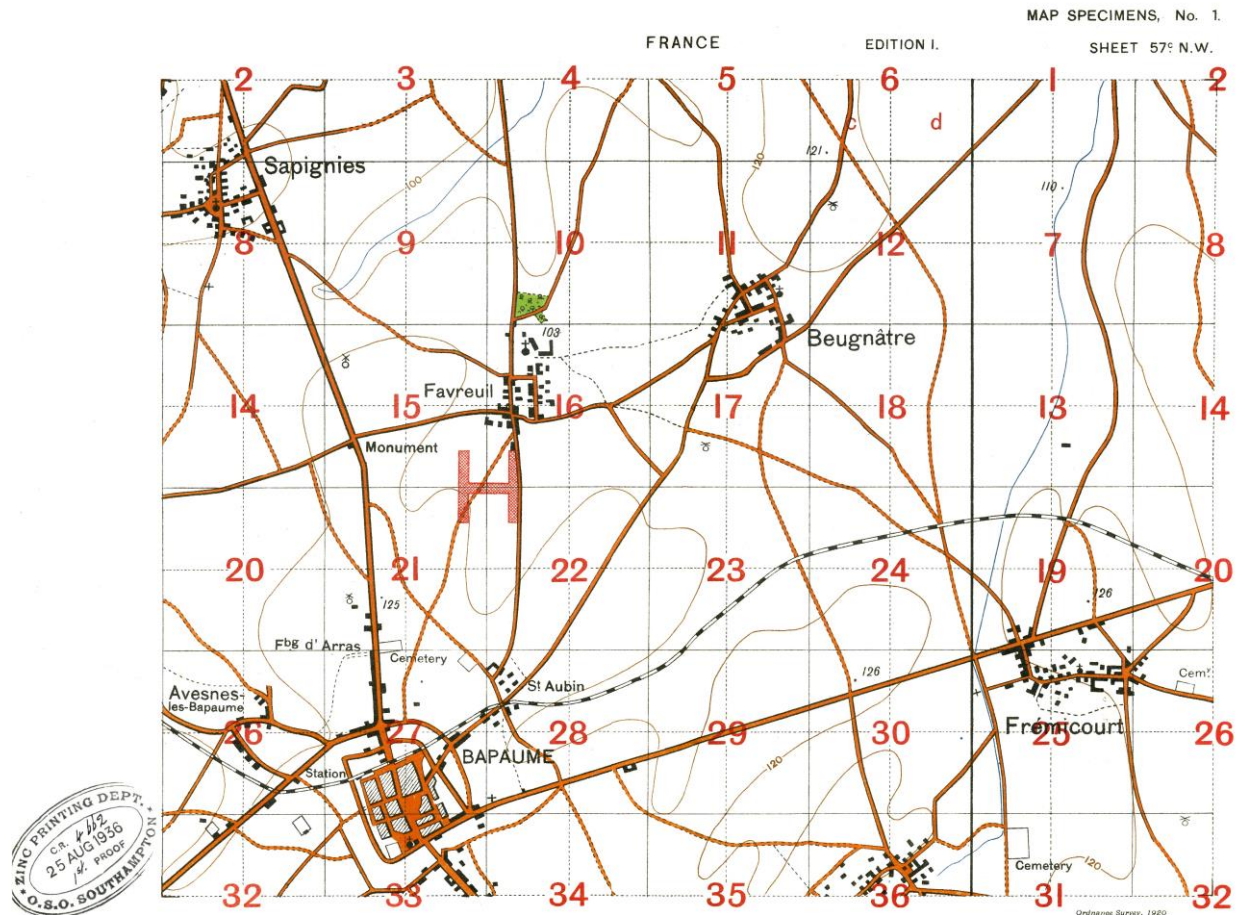 MAP SPECIMENS, No. 1.
FRANCE EDITION I. SHEET 57c N.W.
2 3 4 5 6 1 2
c d
121
Sapignies
100
120
110
8 9 10 11 12 7 8
103
Beugnâtre
Favreuil
14 15 16 17 18 13 14
Monument
H
20 21 22 23 24 19 20
125
126
Fbg d'Arras
Cemetery
126
St Aubin
Cemy
Avesnes-
les-Bapaume
26 27 28 29 30 25 26
Frémicourt
BAPAUME
Station
120
Cemetery
120
32 33 34 35 36 31 32
Ordnance Survey, 1920
ZINC PRINTING DEPT.
C.R. 4662
25 AUG 1936
1st PROOF
O.S.O. SOUTHAMPTON